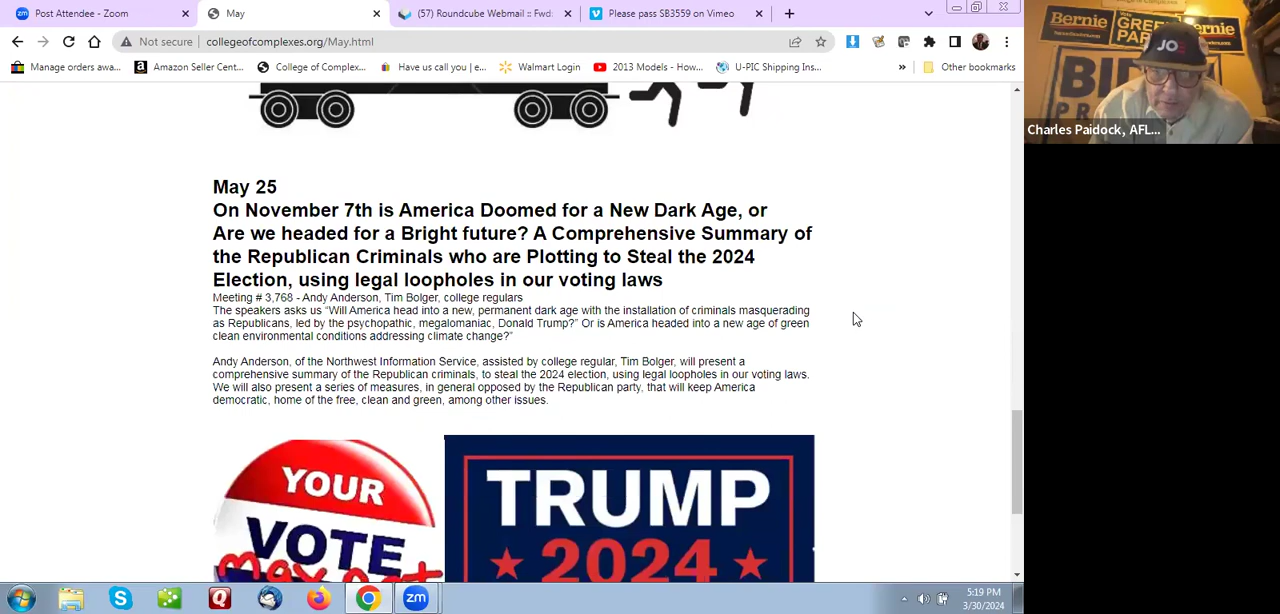 Post Attendee - Zoom
May
(57) Roundcube Webmail :: Fwd:
Please pass SB3559 on Vimeo
Not secure
collegeofcomplexes.org/May.html
Manage orders awa...
Amazon Seller Cent...
College of Complex...
Have us call you | e...
Walmart Login
2013 Models - How...
U-PIC Shipping Ins...
»
Other bookmarks
Bernie
GREEN
PAR
Bernie
JOE
BID
PR
Charles Paidock, AFL...
May 25
On November 7th is America Doomed for a New Dark Age, or
Are we headed for a Bright future? A Comprehensive Summary of
the Republican Criminals who are Plotting to Steal the 2024
Election, using legal loopholes in our voting laws
Meeting # 3,768 - Andy Anderson, Tim Bolger, college regulars
The speakers asks us “Will America head into a new, permanent dark age with the installation of criminals masquerading
as Republicans, led by the psychopathic, megalomaniac, Donald Trump?” Or is America headed into a new age of green
clean environmental conditions addressing climate change?”
Andy Anderson, of the Northwest Information Service, assisted by college regular, Tim Bolger, will present a
comprehensive summary of the Republican criminals, to steal the 2024 election, using legal loopholes in our voting laws.
We will also present a series of measures, in general opposed by the Republican party, that will keep America
democratic, home of the free, clean and green, among other issues.
YOUR
VOTE
TRUMP
2024
zm
5:19 PM
3/30/2024